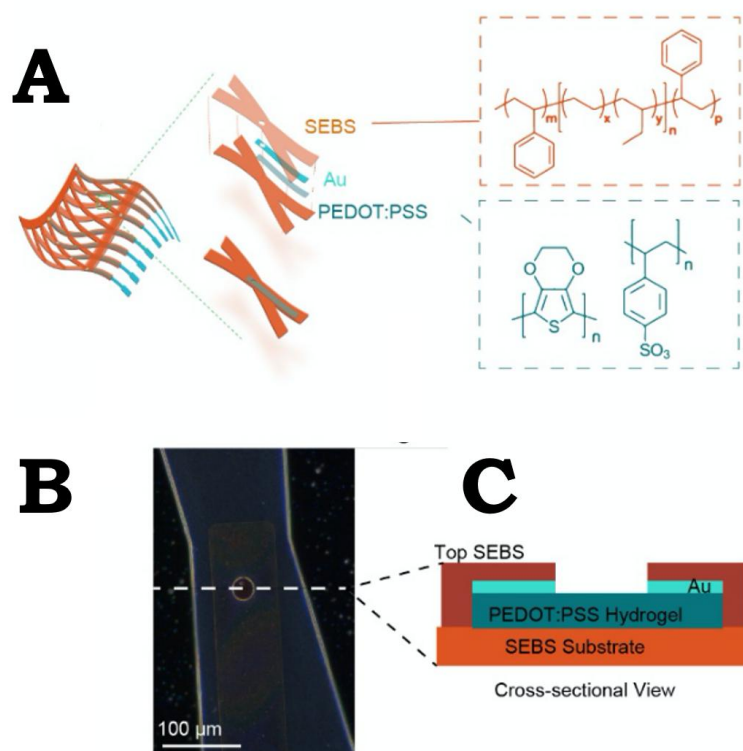 A
SEBS
Au
PEDOT:PSS
m
x
y
n
p
O
O
S
n
n
SO3
B
C
100 μm
Top SEBS
Au
PEDOT:PSS Hydrogel
SEBS Substrate
Cross-sectional View